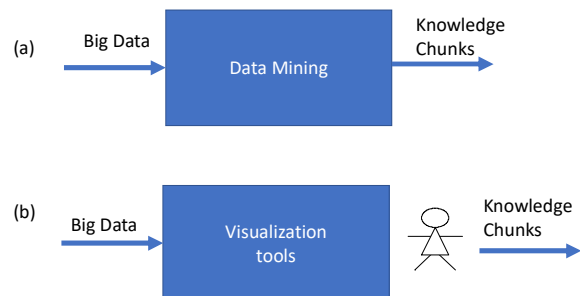 (a)
Big Data
Data Mining
Knowledge
Chunks
(b)
Big Data
Visualization
tools
Knowledge
Chunks